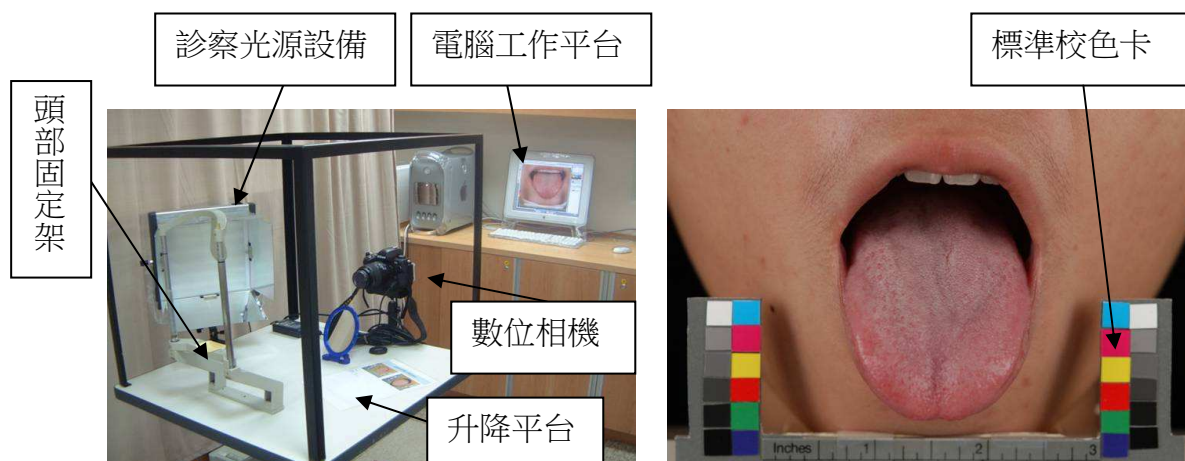 診察光源設備
電腦工作平台
標準校色卡
頭部固定架
數位相機
升降平台
Inches 1 2 3